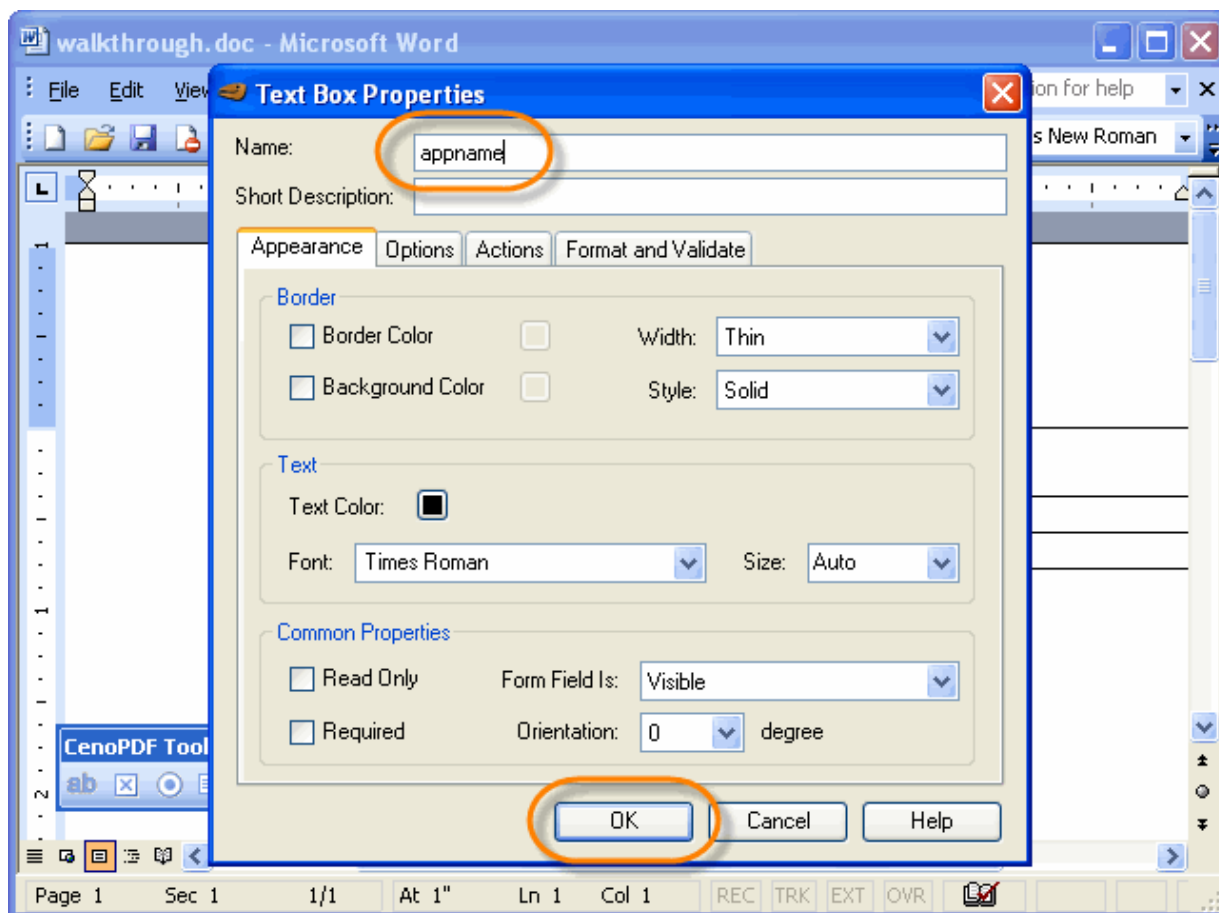 walkthrough.doc - Microsoft Word
File Edit View
ion for help
Text Box Properties
s New Roman
Name: appname
Short Description:
Appearance Options Actions Format and Validate
Border
Border Color Width: Thin
Background Color Style: Solid
Text
Text Color:
Font: Times Roman Size: Auto
Common Properties
Read Only Form Field Is: Visible
Required Orientation: 0 degree
CenoPDF Tool
ab
OK Cancel Help
Page 1 Sec 1 1/1 At 1" Ln 1 Col 1 REC TRK EXT OVR
L
1
1
2